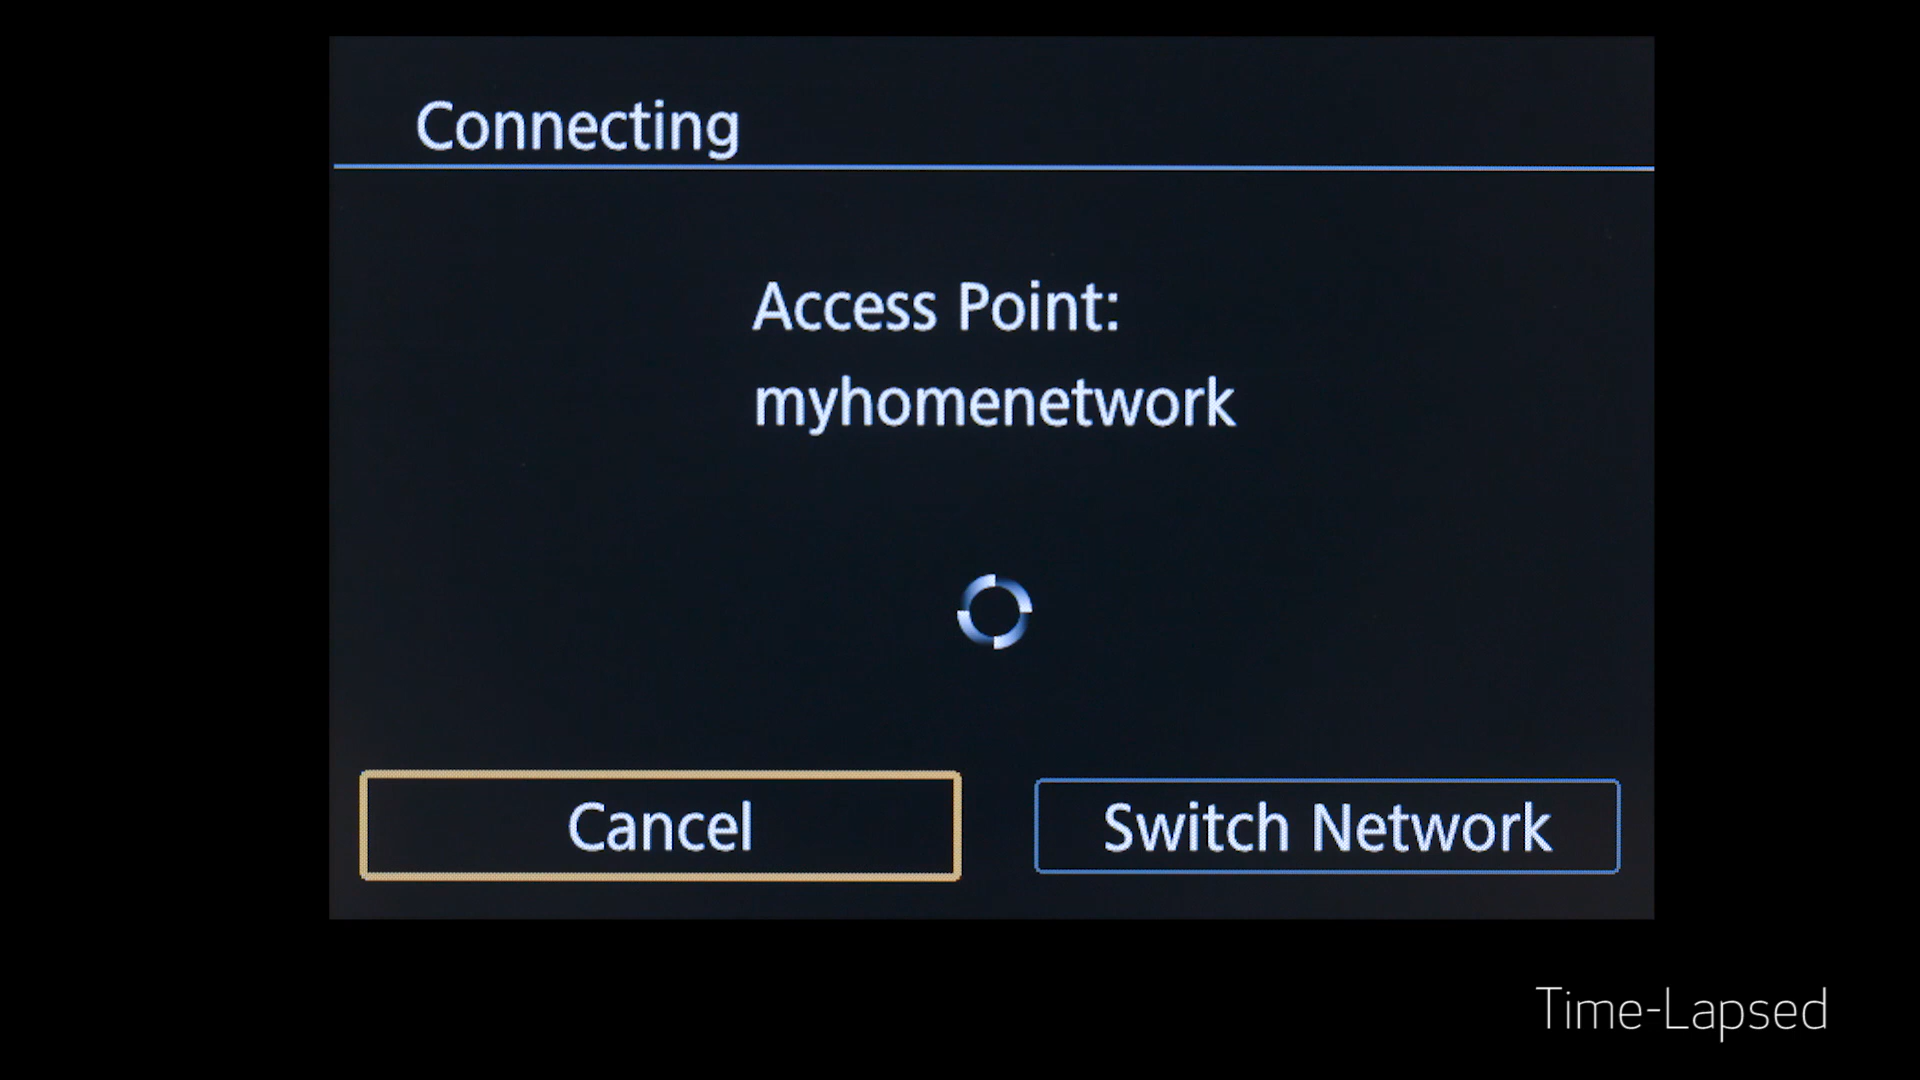 Connecting
Access Point:
myhomenetwork
Cancel
Switch Network
Time-Lapsed